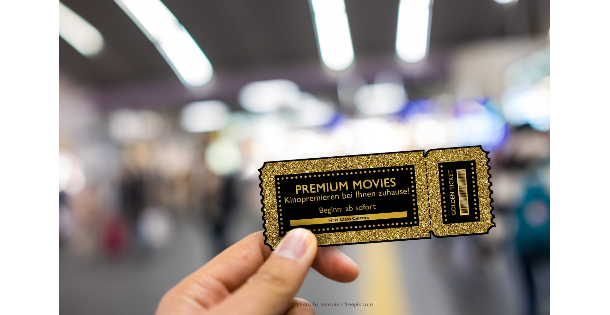 PREMIUM MOVIES
Kinopremieren bei Ihnen zuhause!
Beginn: ab sofort
GOLDEN TICKET